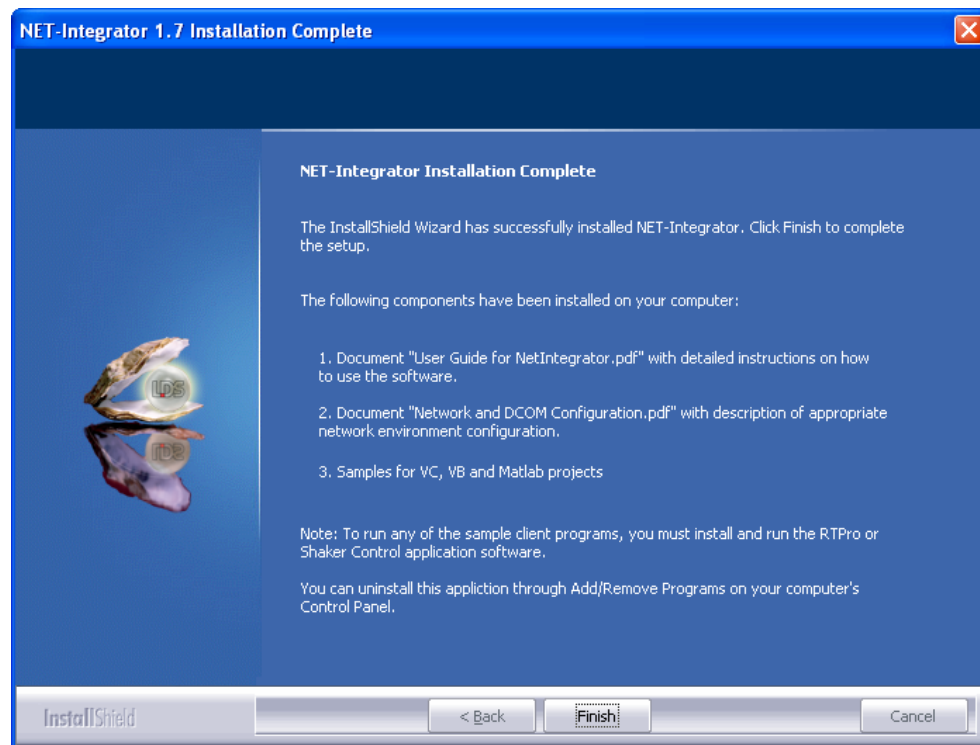 NET-Integrator 1.7 Installation Complete
NET-Integrator Installation Complete
The InstallShield Wizard has successfully installed NET-Integrator. Click Finish to complete
the setup.
The following components have been installed on your computer:
1. Document "User Guide for NetIntegrator.pdf" with detailed instructions on how
to use the software.
LDS
2. Document "Network and DCOM Configuration.pdf" with description of appropriate
network environment configuration.
3. Samples for VC, VB and Matlab projects
Note: To run any of the sample client programs, you must install and run the RTPro or
Shaker Control application software.
You can uninstall this appliction through Add/Remove Programs on your computer's
Control Panel.
InstallShield
< Back
Finish
Cancel